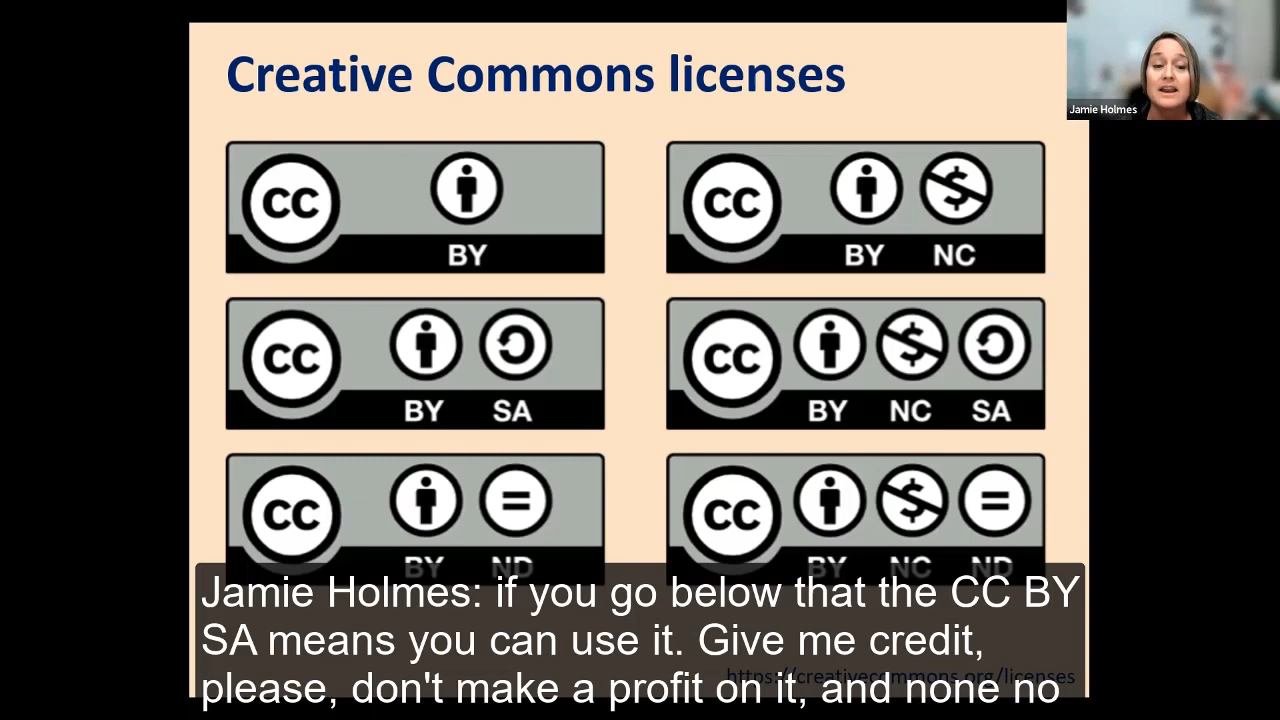 Creative Commons licenses
Jamie Holmes
CC BY
CC BY NC
CC BY SA
CC BY NC SA
CC BY ND
CC BY NC ND
https://creativecommons.org/licenses
Jamie Holmes: if you go below that the CC BY
SA means you can use it. Give me credit,
please, don't make a profit on it, and none no